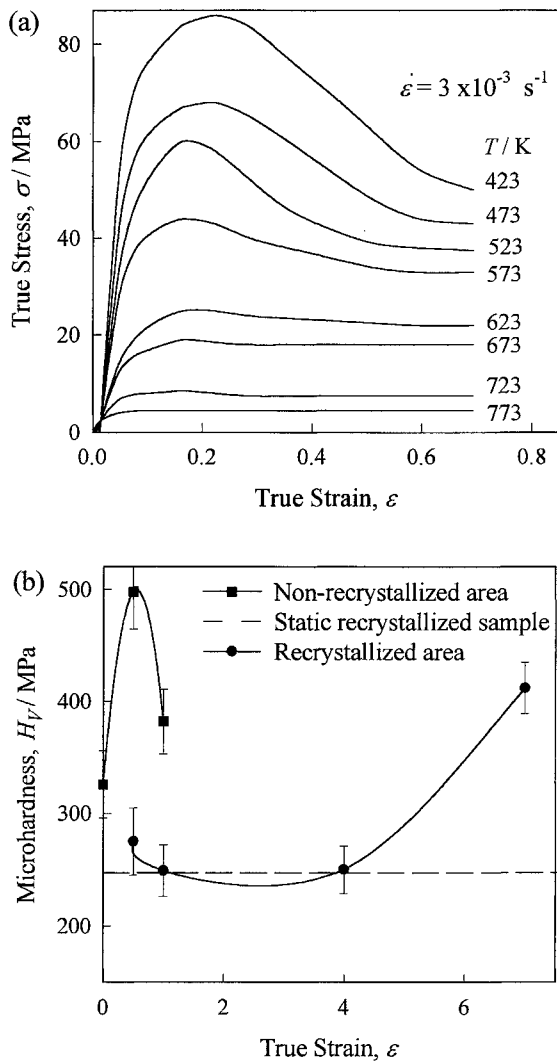 (a)
80
60
40
20
0
True Stress, σ / MPa
ε̇ = 3 x10⁻³ s⁻¹
T / K
423
473
523
573
623
673
723
773
0.0 0.2 0.4 0.6 0.8
True Strain, ε
(b)
500
400
300
200
Microhardness, H_V / MPa
Non-recrystallized area
Static recrystallized sample
Recrystallized area
0 2 4 6
True Strain, ε